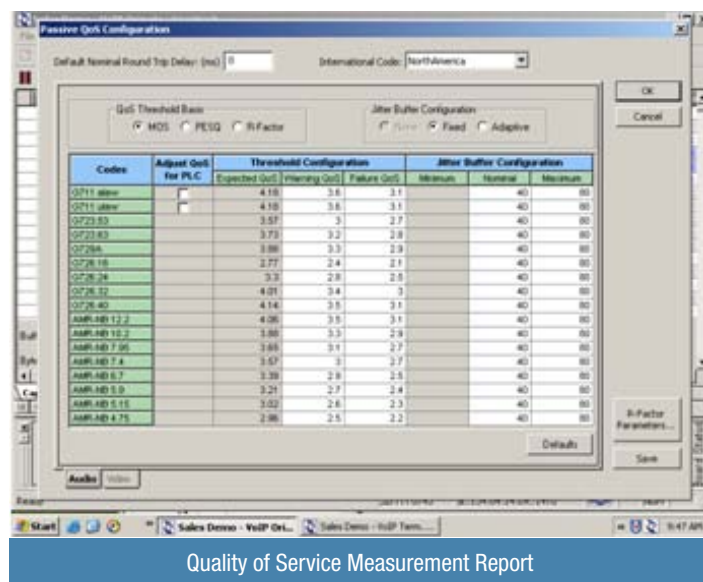 Passive QoS Configuration
Default Nominal Round Trip Delay: (ms) 0 International Code: NorthAmerica
OK
Cancel
QoS Threshold Basis
MOS PESQ R-Factor
Jitter Buffer Configuration
None Fixed Adaptive
Codec Adjust QoS for PLC Threshold Configuration Jitter Buffer Configuration
Expected QoS Warning QoS Failure QoS Minimum Nominal Maximum
G711 alaw 4.18 3.6 3.1 40 80
G711 ulaw 4.18 3.6 3.1 40 80
G723.53 3.57 3 2.7 40 80
G723.63 3.73 3.2 2.8 40 80
G729A 3.88 3.3 2.9 40 80
G726-16 2.77 2.4 2.1 40 80
G726-24 3.3 2.8 2.5 40 80
G726-32 4.01 3.4 3 40 80
G726-40 4.14 3.5 3.1 40 80
AMR-NB 12.2 4.06 3.5 3.1 40 80
AMR-NB 10.2 3.88 3.3 2.9 40 80
AMR-NB 7.95 3.65 3.1 2.7 40 80
AMR-NB 7.4 3.57 3 2.7 40 80
AMR-NB 6.7 3.39 2.9 2.5 40 80
AMR-NB 5.9 3.21 2.7 2.4 40 80
AMR-NB 5.15 3.02 2.6 2.3 40 80
AMR-NB 4.75 2.96 2.5 2.2 40 80
Defaults
R-Factor
Parameters...
Save
Audio Video
Start Sales Demo - VoIP Ori... Sales Demo - VoIP Term... 9:47 AM
Quality of Service Measurement Report